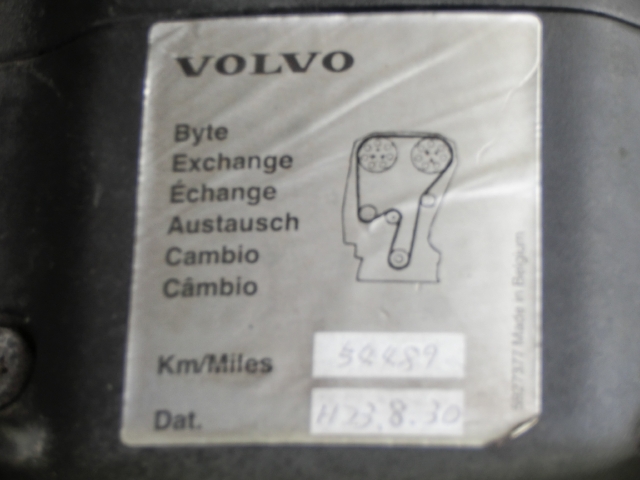 VOLVO
Byte
Exchange
Échange
Austausch
Cambio
Câmbio
Km/Miles
Dat. H23.8.30
Made in Belgium